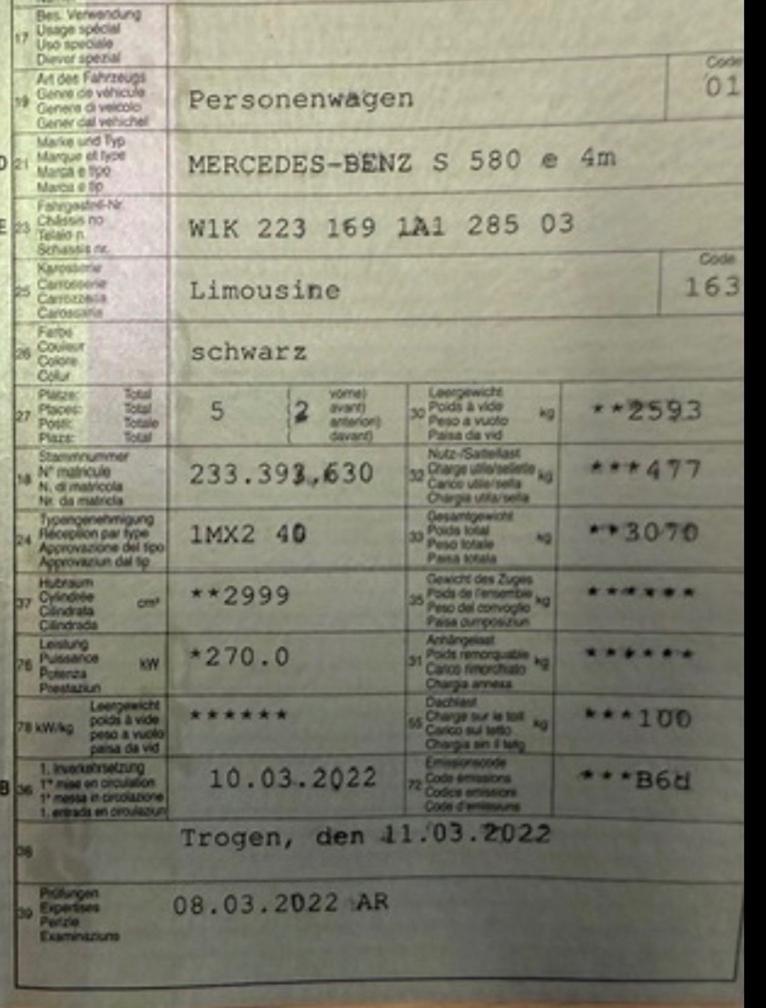 17 Bes. Verwendung
Usage spécial
Uso speciale
Diever spezial
19 Art des Fahrzeugs
Genre de véhicule
Genere di veicolo
Gener dal vehichel
Personenwagen
Code
01
D 21 Marke und Typ
Marque et type
Marca e tipo
Marca e tip
MERCEDES-BENZ S 580 e 4m
E 23 Fahrgestell-Nr.
Châssis no
Telaio n.
Schassis nr.
W1K 223 169 1A1 285 03
25 Karosserie
Carrosserie
Carrozzeria
Carossaria
Limousine
Code
163
26 Farbe
Couleur
Colore
Colur
schwarz
27 Plätze: Total
Places: Total
Posti: Totale
Plazs: Total
5 (2 vorne)
avant)
anteriori)
davant)
30 Leergewicht
Poids à vide
Peso a vuoto
Paisa da vid
kg **2593
18 Stammnummer
N° matricule
N. di matricola
Nr. da matricla
233.393.630
32 Nutz-/Sattellast
Charge utile/sellette
Carico utile/sella
Chargia utila/sella
kg ***477
24 Typengenehmigung
Réception par type
Approvazione del tipo
Approvaziun dal tip
1MX2 40
33 Gesamtgewicht
Poids total
Peso totale
Paisa totala
kg **3070
37 Hubraum
Cylindrée
Cilindrata
Cilindrada
cm³ **2999
35 Gewicht des Zuges
Poids de l'ensemble
Peso del convoglio
Paisa cumposiziun
kg ******
76 Leistung
Puissance
Potenza
Prestaziun
kW *270.0
31 Anhängelast
Poids remorquable
Carico rimorchiato
Chargia annexa
kg ******
78 kW/kg Leergewicht
poids à vide
peso a vuoto
paisa da vid
******
55 Dachlast
Charge sur le toit
Carico sul tetto
Chargia sin il tetg
kg ***100
B 36 1. Inverkehrsetzung
1re mise en circulation
1a messa in circolazione
1. entrada en circulaziun
10.03.2022
72 Emissionscode
Code émissions
Codice emissioni
Code d'emissiuns
***B6d
38
Trogen, den 11.03.2022
39 Prüfungen
Expertises
Perizie
Examinaziuns
08.03.2022 AR